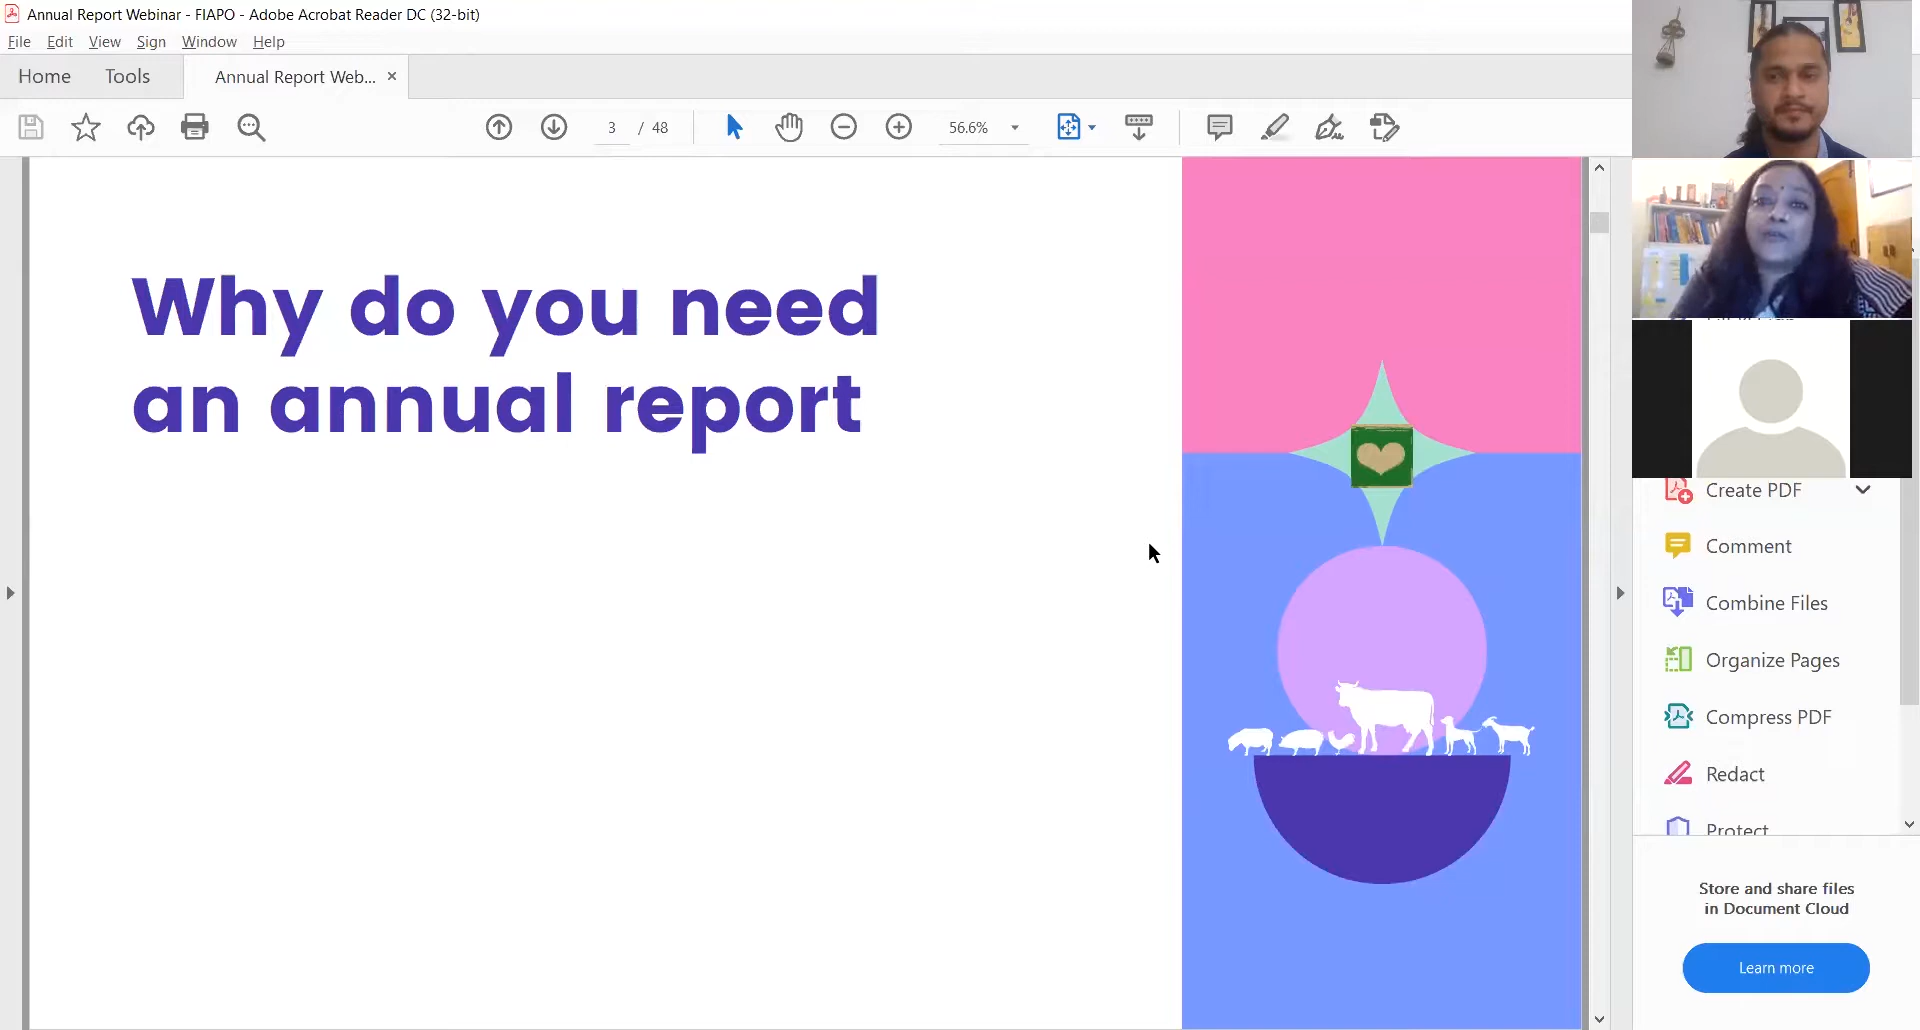 Annual Report Webinar - FIAPO - Adobe Acrobat Reader DC (32-bit)
File Edit View Sign Window Help
Home Tools Annual Report Web... ×
3 / 48 56.6%
Why do you need
an annual report
Create PDF
Comment
Combine Files
Organize Pages
Compress PDF
Redact
Protect
Store and share files
in Document Cloud
Learn more